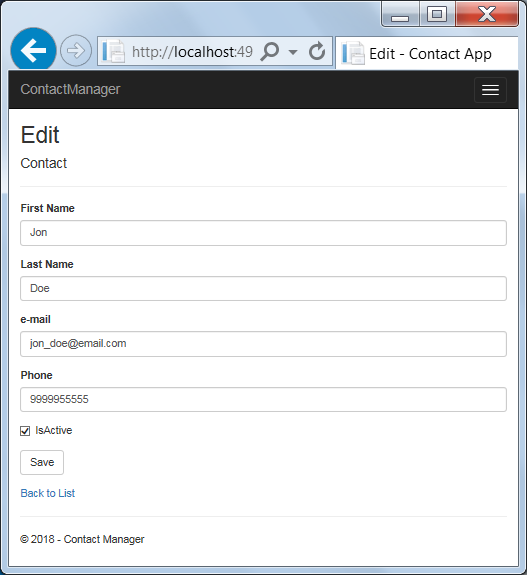 http://localhost:49
Edit - Contact App
ContactManager
Edit
Contact
First Name
Jon
Last Name
Doe
e-mail
jon_doe@email.com
Phone
9999955555
IsActive
Save
Back to List
© 2018 - Contact Manager